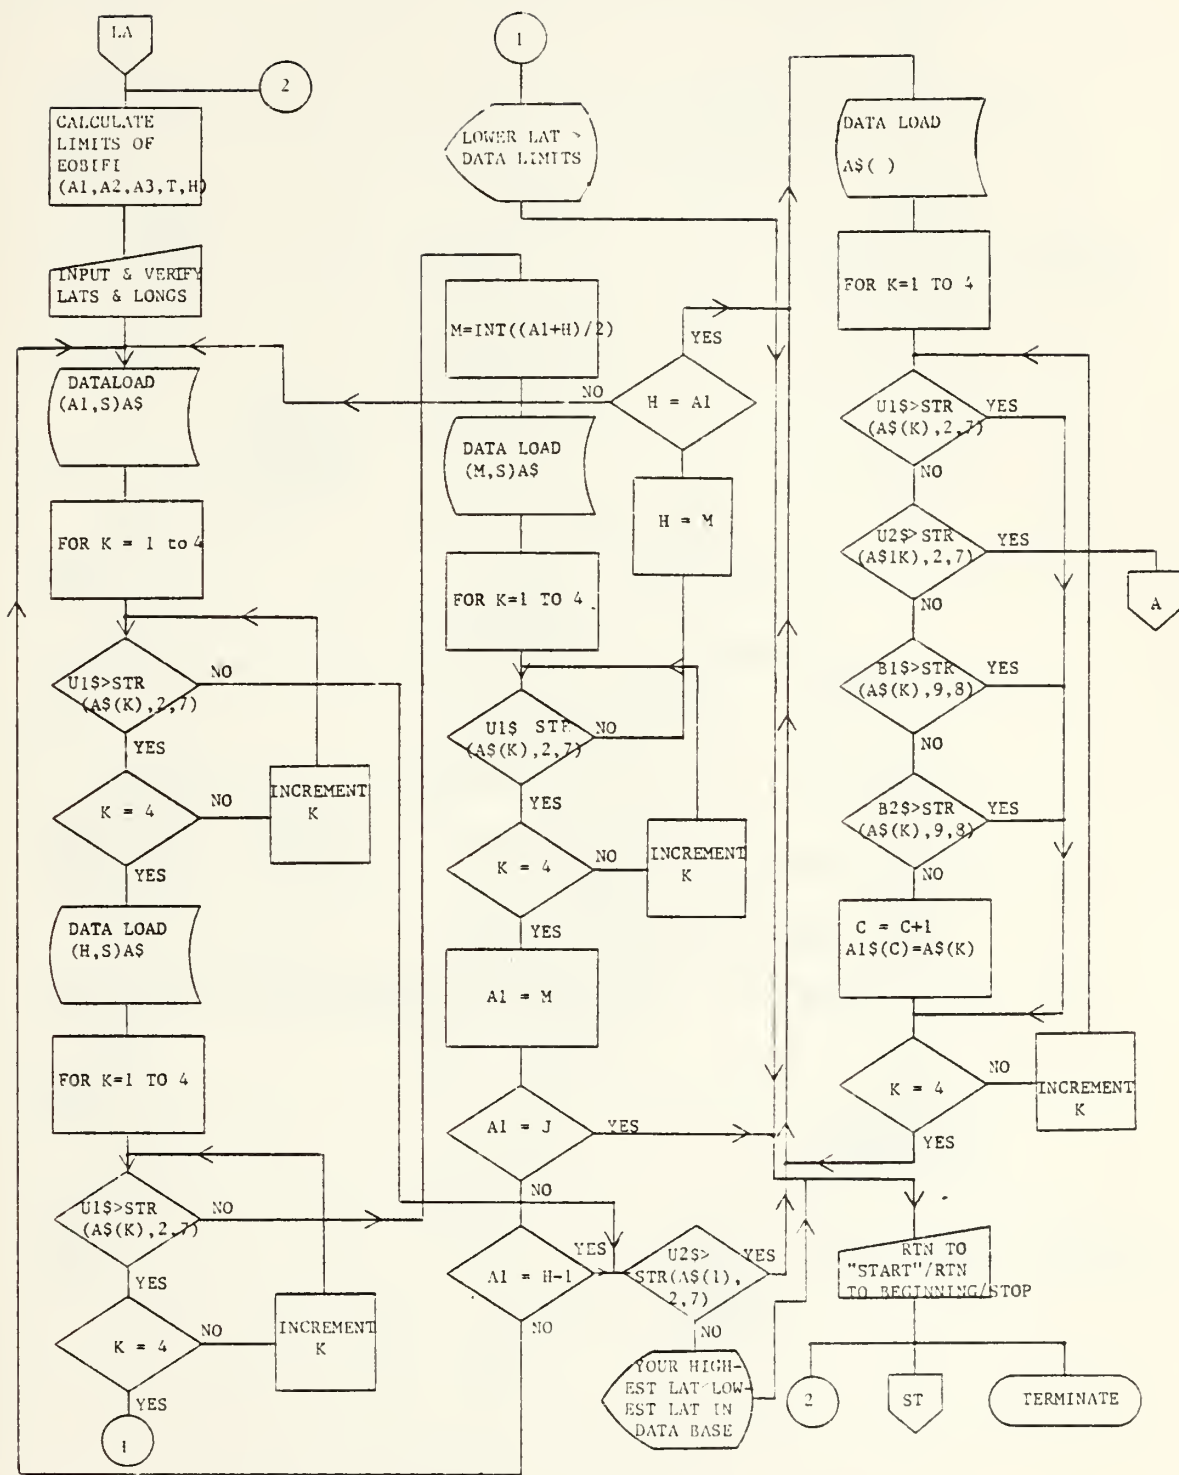 LA
2
CALCULATE
LIMITS OF
EOBIFI
(A1,A2,A3,T,H)
INPUT & VERIFY
LATS & LONGS
DATALOAD
(A1,S)A$
FOR K = 1 to 4
U1$>STR
(A$(K),2,7)
NO
YES
K = 4
NO
INCREMENT
K
YES
DATA LOAD
(H,S)A$
FOR K=1 TO 4
U1$>STR
(A$(K),2,7)
NO
YES
K = 4
NO
INCREMENT
K
YES
1
1
LOWER LAT >
DATA LIMITS
M=INT((A1+H)/2)
YES
NO
H = A1
DATA LOAD
(M,S)A$
H = M
FOR K=1 TO 4
U1$ STR
(A$(K),2,7)
NO
YES
K = 4
NO
INCREMENT
K
YES
A1 = M
A1 = J
YES
NO
A1 = H-1
YES
NO
U2$>
STR(A$(1),
2,7)
YES
NO
YOUR HIGH-
EST LAT LOW-
EST LAT IN
DATA BASE
DATA LOAD
A$( )
FOR K=1 TO 4
U1$>STR
(A$(K),2,7)
YES
NO
U2$>STR
(A$1K),2,7)
YES
A
NO
B1$>STR
(A$(K),9,8)
YES
NO
B2$>STR
(A$(K),9,8)
YES
NO
C = C+1
A1$(C)=A$(K)
K = 4
NO
INCREMENT
K
YES
RTN TO
"START"/RTN
TO BEGINNING/STOP
2
ST
TERMINATE